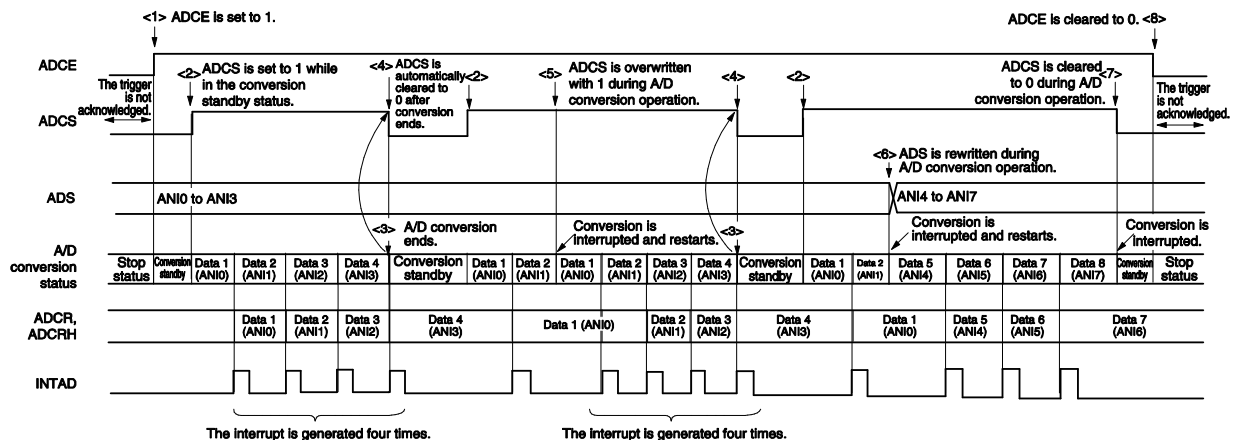 <1> ADCE is set to 1.
ADCE is cleared to 0. <8>
ADCE
The trigger
is not
acknowledged.
<2> ADCS is set to 1 while
in the conversion
standby status.
<4> ADCS is
automatically
cleared to
0 after
conversion
ends.
<2>
<5> ADCS is overwritten
with 1 during A/D
conversion operation.
<4>
<2>
ADCS is cleared
to 0 during A/D
conversion operation.
<7>
The trigger
is not
acknowledged.
ADCS
<6> ADS is rewritten during
A/D conversion operation.
ADS
ANI0 to ANI3
ANI4 to ANI7
<3> A/D conversion
ends.
Conversion is
interrupted and restarts.
<3>
Conversion is
interrupted and restarts.
Conversion is
interrupted.
A/D
conversion
status
Stop
status
Conversion
standby
Data 1
(ANI0)
Data 2
(ANI1)
Data 3
(ANI2)
Data 4
(ANI3)
Conversion
standby
Data 1
(ANI0)
Data 2
(ANI1)
Data 1
(ANI0)
Data 2
(ANI1)
Data 3
(ANI2)
Data 4
(ANI3)
Conversion
standby
Data 1
(ANI0)
Data 2
(ANI1)
Data 5
(ANI4)
Data 6
(ANI5)
Data 7
(ANI6)
Data 8
(ANI7)
Conversion
standby
Stop
status
ADCR,
ADCRH
Data 1
(ANI0)
Data 2
(ANI1)
Data 3
(ANI2)
Data 4
(ANI3)
Data 1 (ANI0)
Data 2
(ANI1)
Data 3
(ANI2)
Data 4
(ANI3)
Data 1
(ANI0)
Data 5
(ANI4)
Data 6
(ANI5)
Data 7
(ANI6)
INTAD
The interrupt is generated four times.
The interrupt is generated four times.